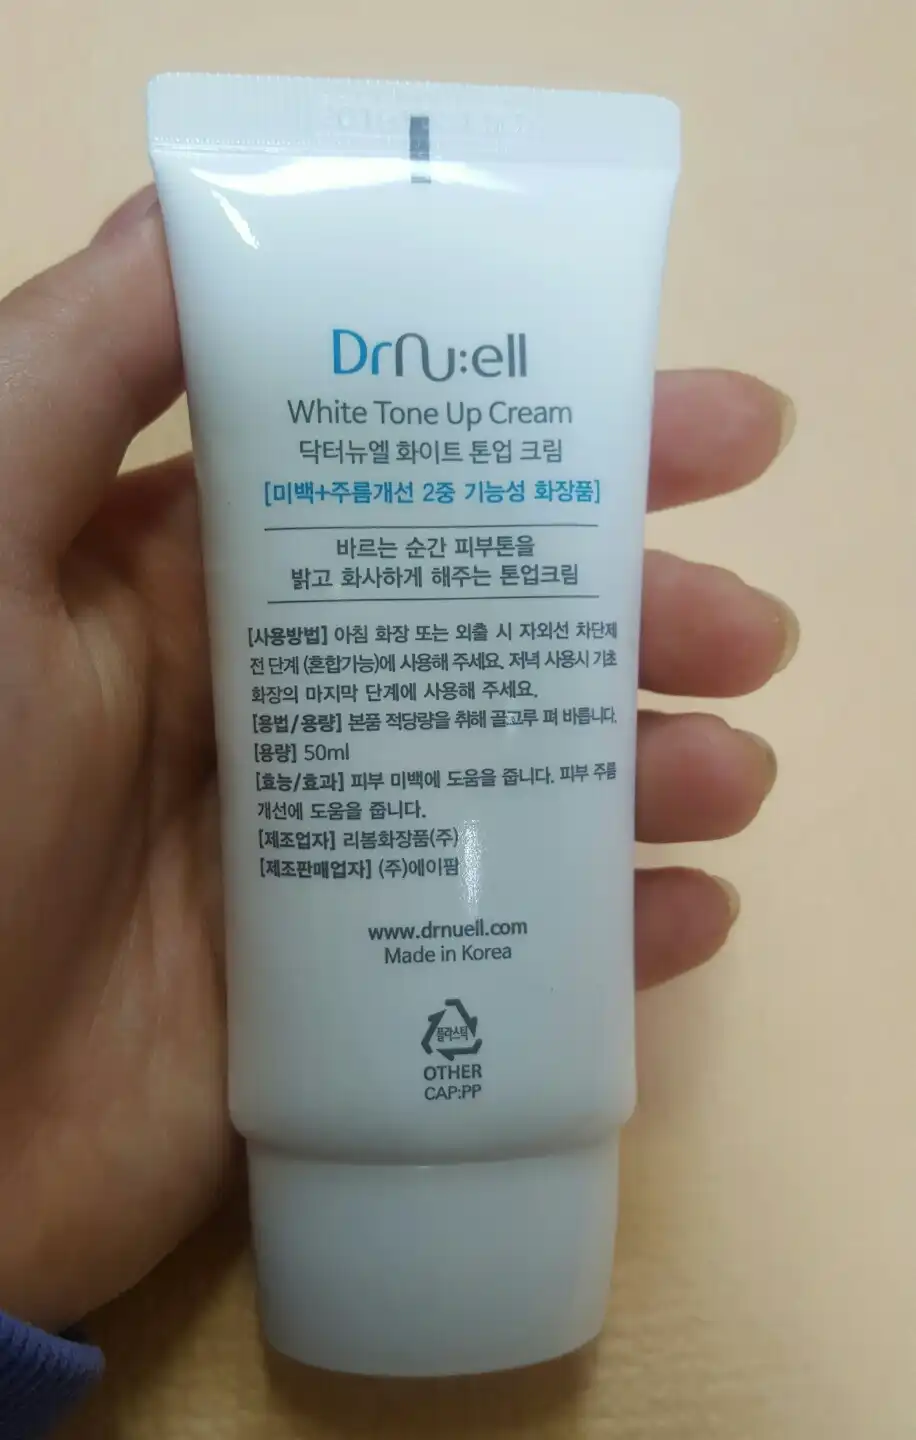 DrNu:ell
White Tone Up Cream
닥터뉴엘 화이트 톤업 크림
[미백+주름개선 2중 기능성 화장품]
바르는 순간 피부톤을
밝고 화사하게 해주는 톤업크림
[사용방법] 아침 화장 또는 외출 시 자외선 차단제
전 단계 (혼합가능)에 사용해 주세요. 저녁 사용시 기초
화장의 마지막 단계에 사용해 주세요.
[용법/용량] 본품 적당량을 취해 골고루 펴 바릅니다.
[용량] 50ml
[효능/효과] 피부 미백에 도움을 줍니다. 피부 주름
개선에 도움을 줍니다.
[제조업자] 리봄화장품(주)
[제조판매업자] (주)에이팜
www.drnuell.com
Made in Korea
플라스틱
OTHER
CAP:PP